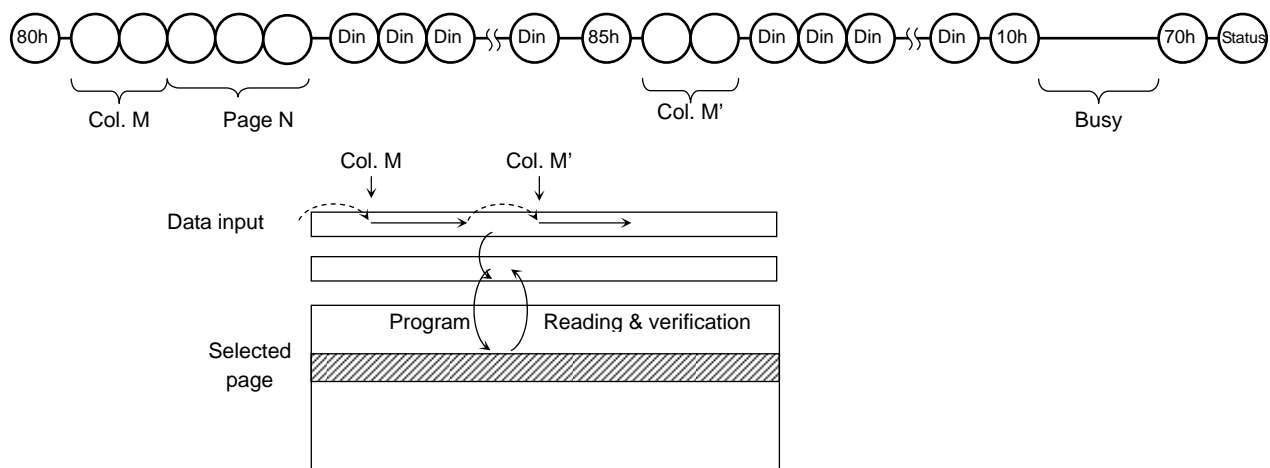 80h Din Din Din Din 85h Din Din Din Din 10h 70h Status
Col. M Page N Col. M’ Busy
Col. M Col. M’
Data input
Program Reading & verification
Selected
page